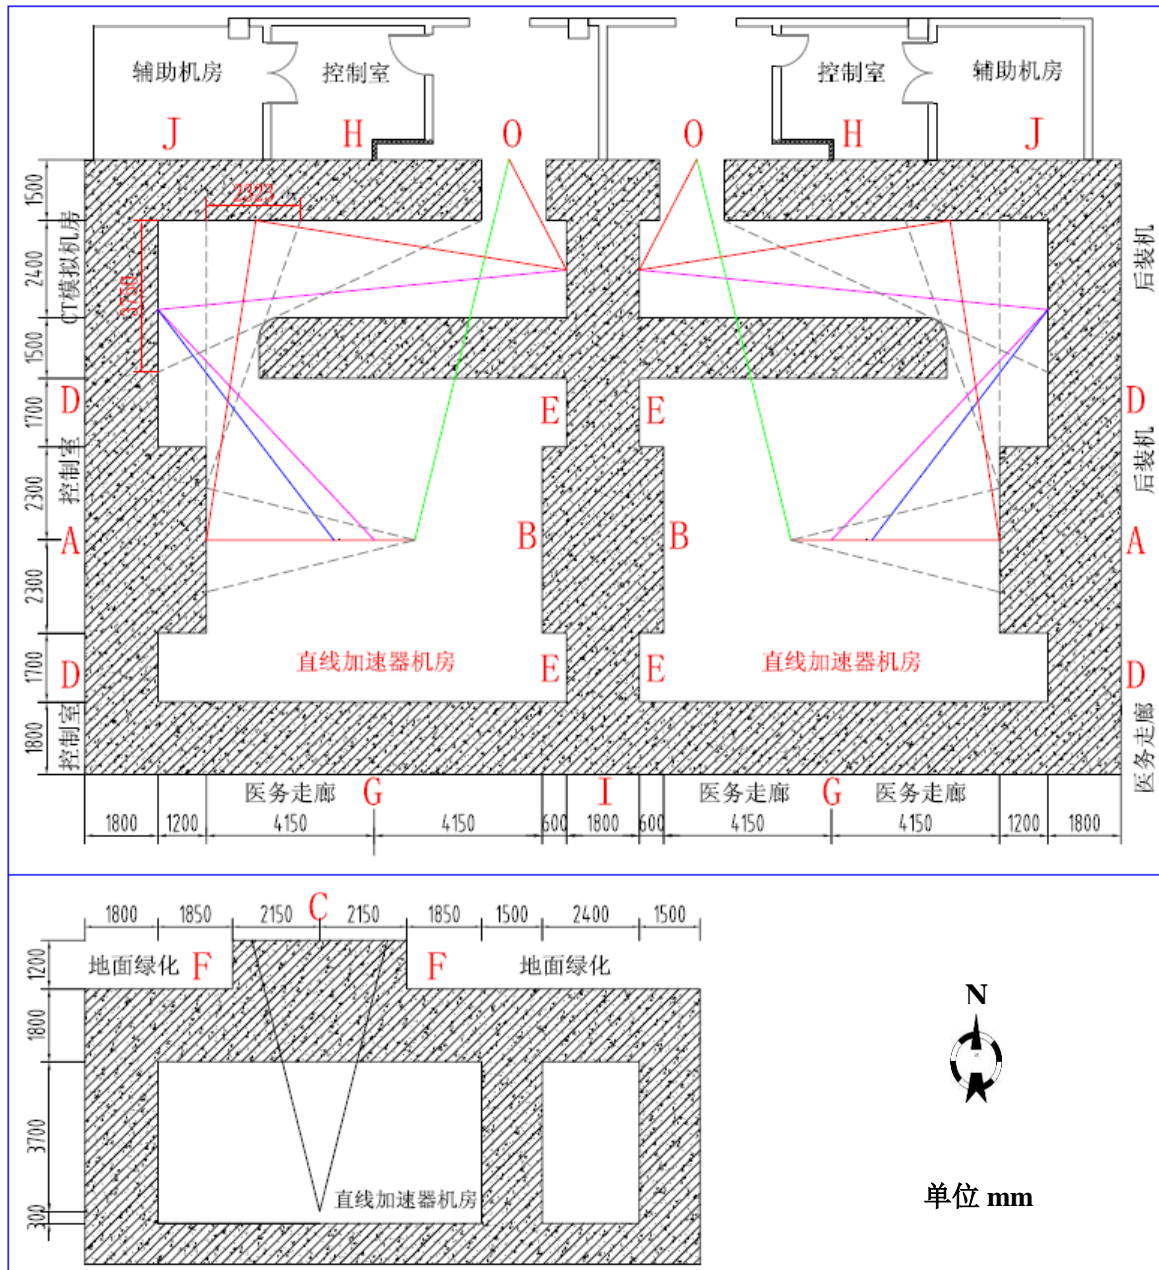 辅助机房
控制室
控制室
辅助机房
J
H
O
O
H
J
1500
2323
CT模拟机房
2400
3750
后装机
1500
D
1700
E
E
D
控制室
2300
后装机
A
B
B
A
2300
直线加速器机房
直线加速器机房
D
1700
E
E
D
控制室
1800
医务走廊
医务走廊
G
I
医务走廊
G
医务走廊
1800
1200
4150
4150
600
1800
600
4150
4150
1200
1800
C
1800
1850
2150
2150
1850
1500
2400
1500
1200
地面绿化
F
F
地面绿化
1800
N
3700
直线加速器机房
300
单位 mm